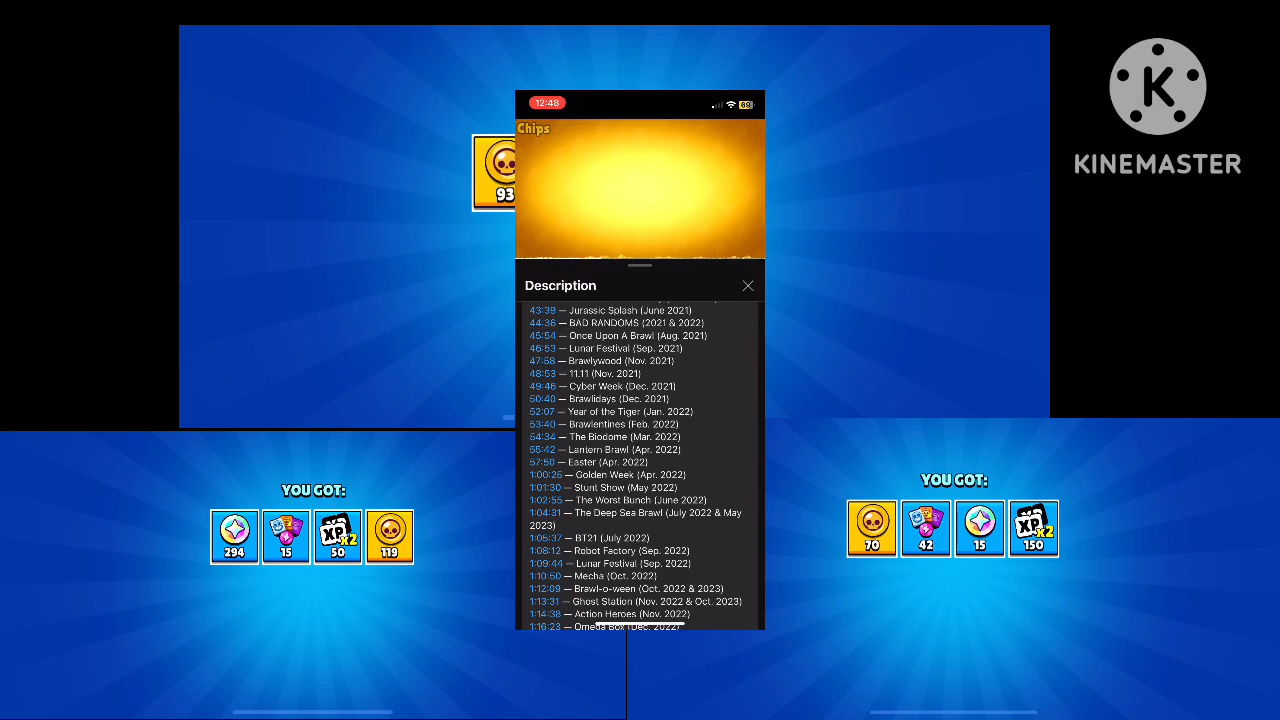 KINEMASTER
93
12:48
69
Chips
Description
43:39 — Jurassic Splash (June 2021)
44:36 — BAD RANDOMS (2021 & 2022)
45:54 — Once Upon A Brawl (Aug. 2021)
46:53 — Lunar Festival (Sep. 2021)
47:58 — Brawlywood (Nov. 2021)
48:53 — 11.11 (Nov. 2021)
49:46 — Cyber Week (Dec. 2021)
50:40 — Brawlidays (Dec. 2021)
52:07 — Year of the Tiger (Jan. 2022)
53:40 — Brawlentines (Feb. 2022)
54:34 — The Biodome (Mar. 2022)
55:42 — Lantern Brawl (Apr. 2022)
57:50 — Easter (Apr. 2022)
1:00:25 — Golden Week (Apr. 2022)
1:01:30 — Stunt Show (May 2022)
1:02:55 — The Worst Bunch (June 2022)
1:04:31 — The Deep Sea Brawl (July 2022 & May
2023)
1:05:37 — BT21 (July 2022)
1:08:12 — Robot Factory (Sep. 2022)
1:09:44 — Lunar Festival (Sep. 2022)
1:10:50 — Mecha (Oct. 2022)
1:12:09 — Brawl-o-ween (Oct. 2022 & 2023)
1:13:31 — Ghost Station (Nov. 2022 & Oct. 2023)
1:14:38 — Action Heroes (Nov. 2022)
1:16:23 — Omega Box (Dec. 2022)
YOU GOT:
294 15 XP x2 50 119
YOU GOT:
70 42 15 XP x2 150